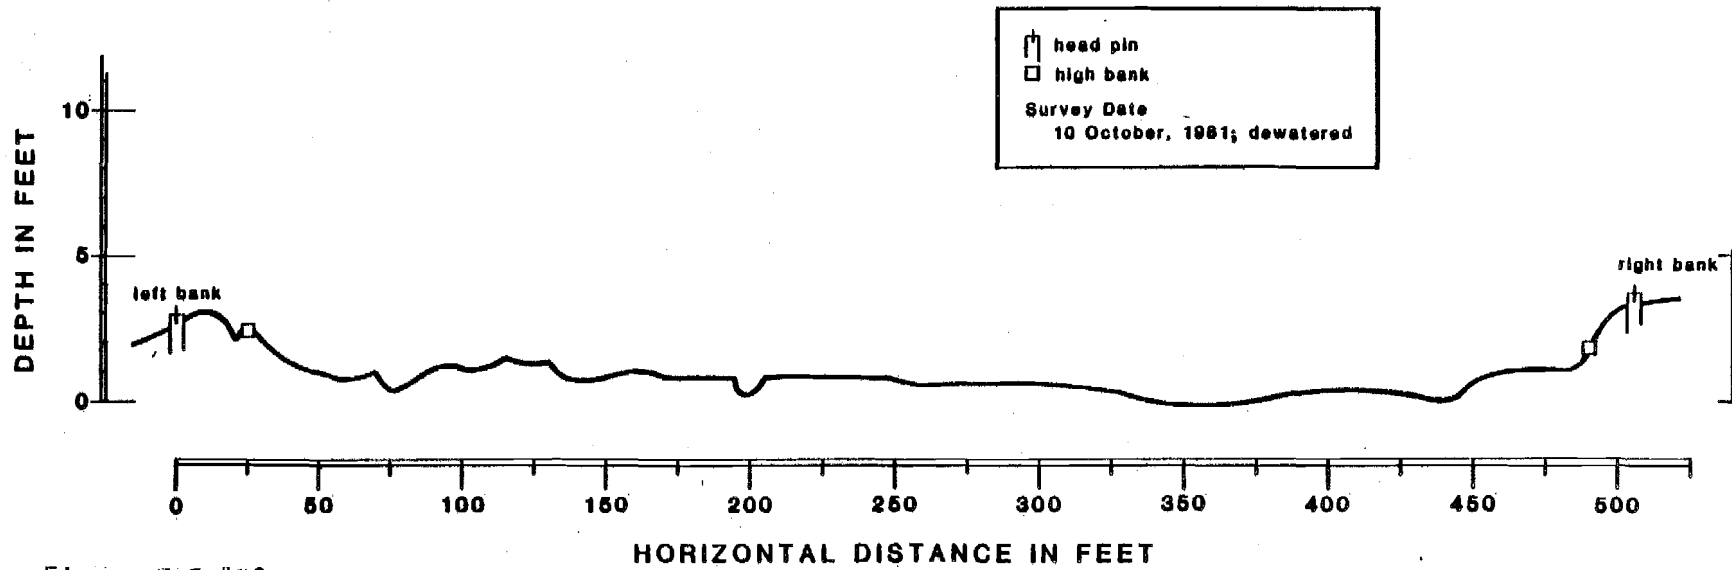 head pin
high bank
Survey Date
10 October, 1981; dewatered
DEPTH IN FEET
10
5
0
left bank
right bank
0 50 100 150 200 250 300 350 400 450 500
HORIZONTAL DISTANCE IN FEET